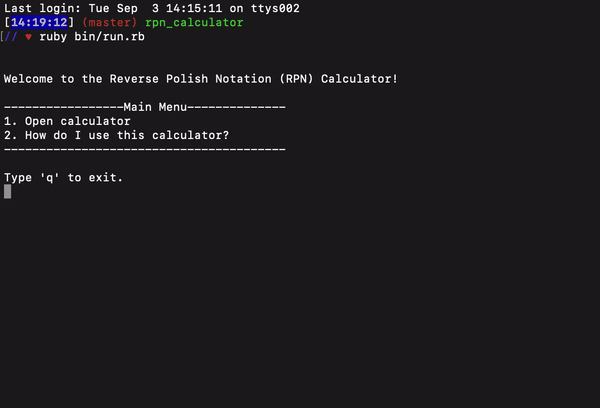 Last login: Tue Sep  3 14:15:11 on ttys002
[14:19:12] (master) rpn_calculator
[// ♥ ruby bin/run.rb
Welcome to the Reverse Polish Notation (RPN) Calculator!
-----------------Main Menu--------------
1. Open calculator
2. How do I use this calculator?
----------------------------------------
Type 'q' to exit.